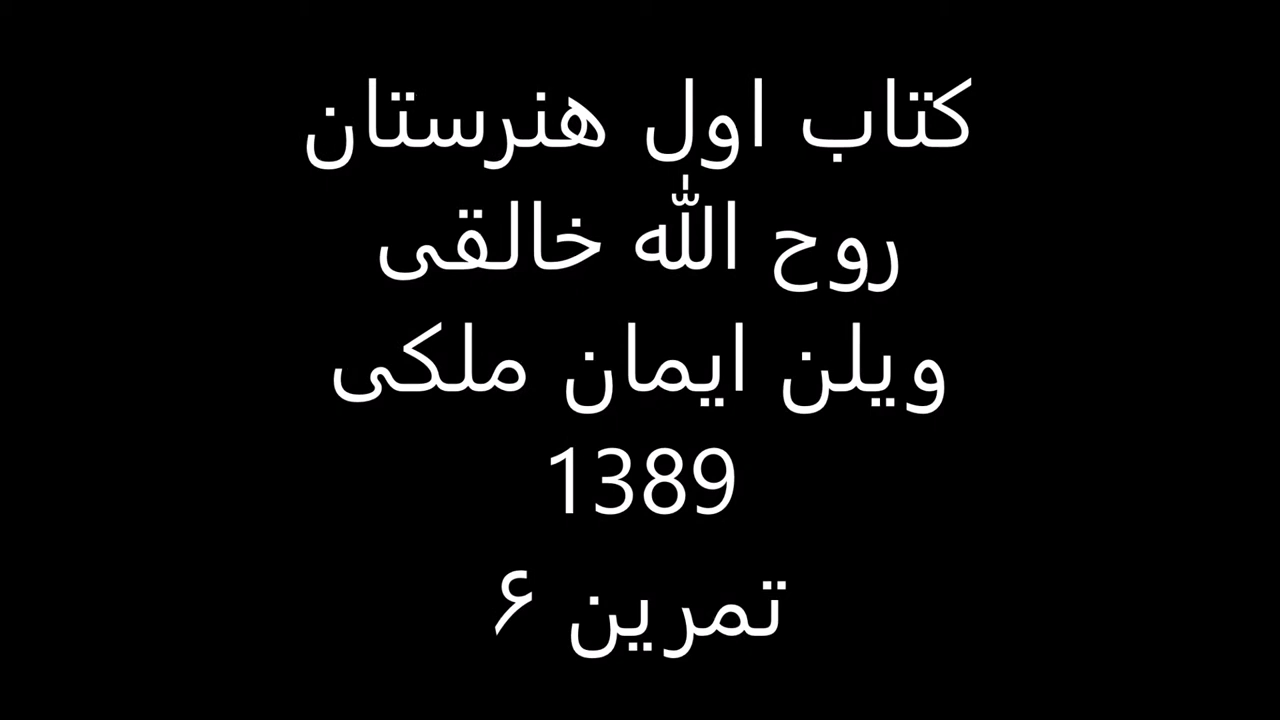 کتاب اول هنرستان
روح الله خالقی
ویلن ایمان ملکی
1389
تمرین ۶